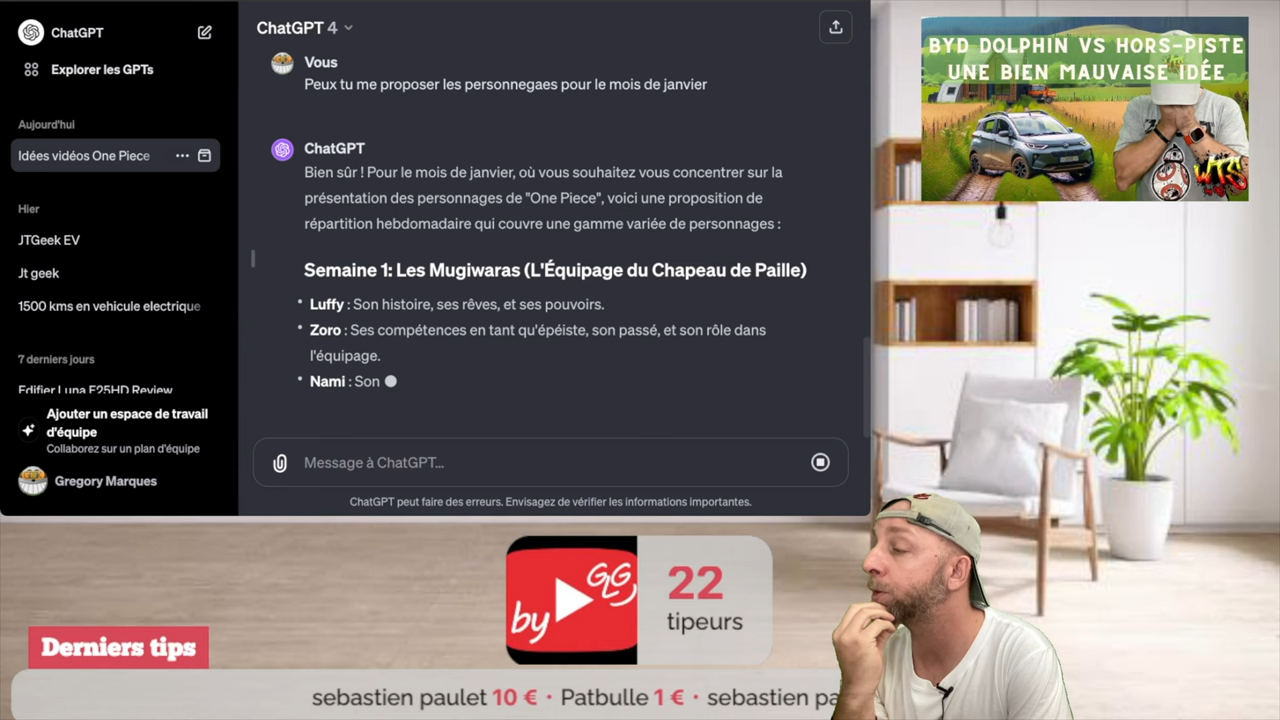 ChatGPT
Explorer les GPTs
Aujourd'hui
Idées vidéos One Piece
Hier
JTGeek EV
Jt geek
1500 kms en vehicule electrique
7 derniers jours
Edifier Luna E25HD Review
Ajouter un espace de travail
d'équipe
Collaborez sur un plan d'équipe
Gregory Marques
ChatGPT 4
Vous
Peux tu me proposer les personnegaes pour le mois de janvier
ChatGPT
Bien sûr ! Pour le mois de janvier, où vous souhaitez vous concentrer sur la
présentation des personnages de "One Piece", voici une proposition de
répartition hebdomadaire qui couvre une gamme variée de personnages :
Semaine 1: Les Mugiwaras (L'Équipage du Chapeau de Paille)
• Luffy : Son histoire, ses rêves, et ses pouvoirs.
• Zoro : Ses compétences en tant qu'épéiste, son passé, et son rôle dans
l'équipage.
• Nami : Son
Message à ChatGPT...
ChatGPT peut faire des erreurs. Envisagez de vérifier les informations importantes.
BYD DOLPHIN VS HORS-PISTE
UNE BIEN MAUVAISE IDÉE
by GLG
22
tipeurs
Derniers tips
sebastien paulet 10 € · Patbulle 1 € · sebastien pa